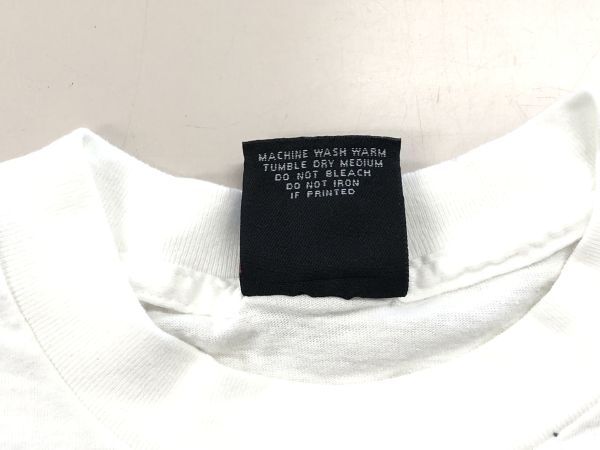 MACHINE WASH WARM
TUMBLE DRY MEDIUM
DO NOT BLEACH
DO NOT IRON
IF PRINTED